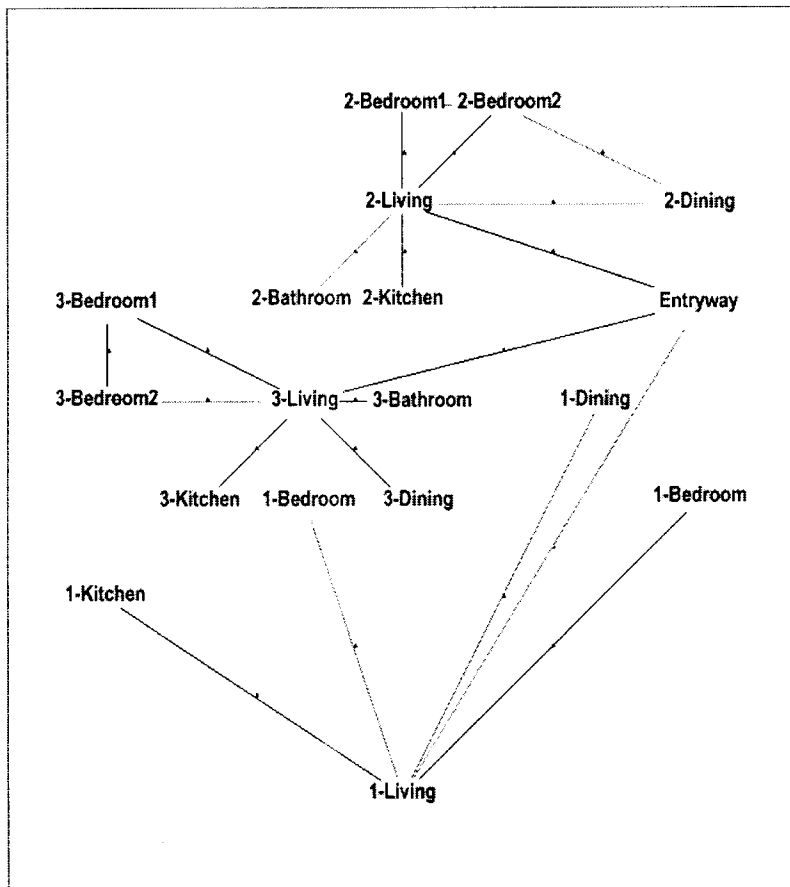 2-Bedroom1 2-Bedroom2
2-Living 2-Dining
2-Bathroom 2-Kitchen
3-Bedroom1 Entryway
3-Bedroom2 3-Living 3-Bathroom 1-Dining
3-Kitchen 1-Bedroom 3-Dining 1-Bedroom
1-Kitchen
1-Living